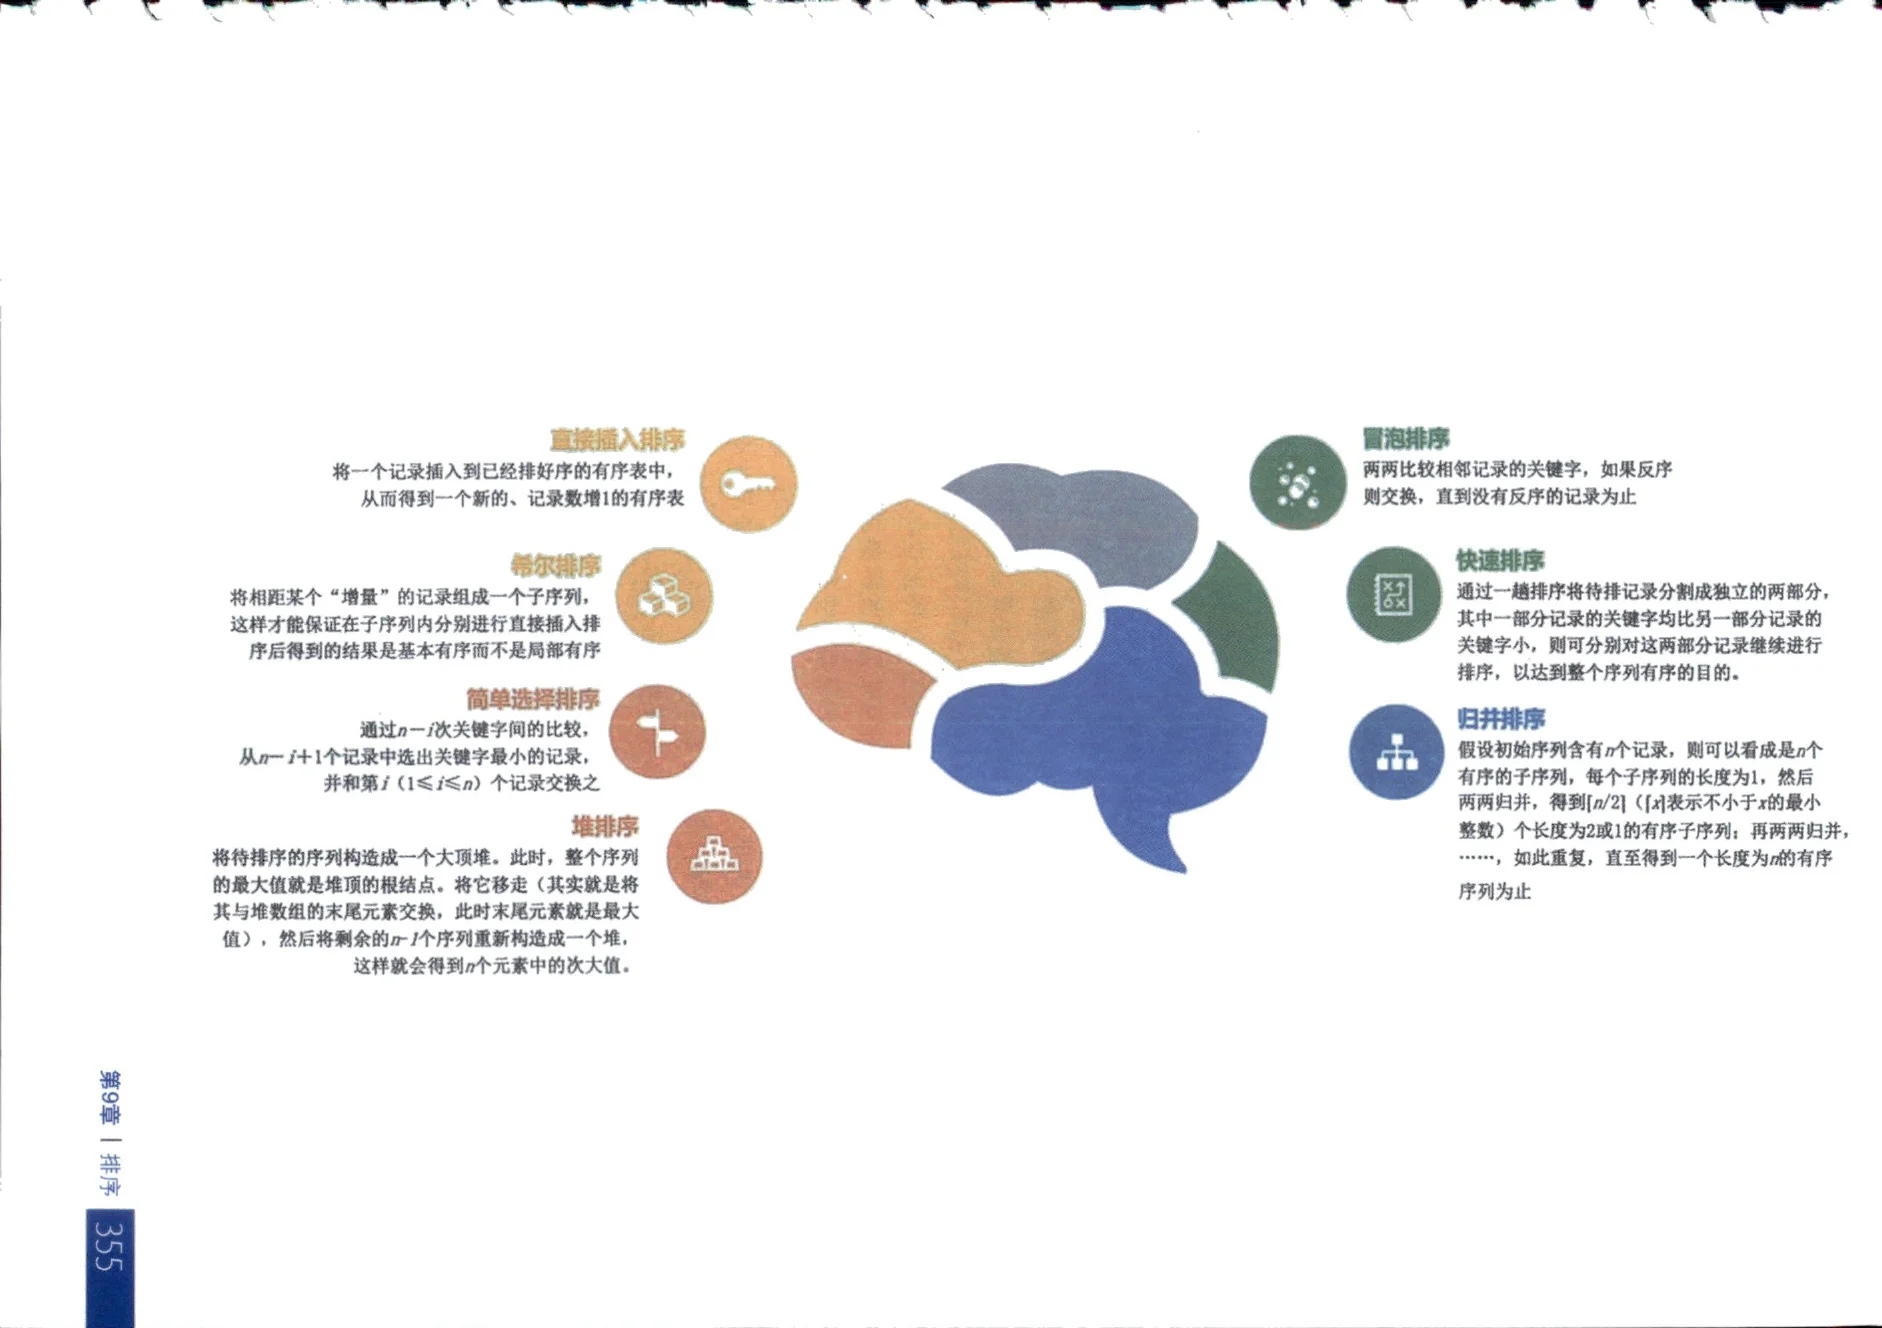 直接插入排序
将一个记录插入到已经排好序的有序表中，
从而得到一个新的、记录数增1的有序表
希尔排序
将相距某个“增量”的记录组成一个子序列，
这样才能保证在子序列内分别进行直接插入排
序后得到的结果是基本有序而不是局部有序
简单选择排序
通过n－i次关键字间的比较，
从n－i＋1个记录中选出关键字最小的记录，
并和第i（1≤i≤n）个记录交换之
堆排序
将待排序的序列构造成一个大顶堆。此时，整个序列
的最大值就是堆顶的根结点。将它移走（其实就是将
其与堆数组的末尾元素交换，此时末尾元素就是最大
值），然后将剩余的n-1个序列重新构造成一个堆，
这样就会得到n个元素中的次大值。
冒泡排序
两两比较相邻记录的关键字，如果反序
则交换，直到没有反序的记录为止
快速排序
通过一趟排序将待排记录分割成独立的两部分，
其中一部分记录的关键字均比另一部分记录的
关键字小，则可分别对这两部分记录继续进行
排序，以达到整个序列有序的目的。
归并排序
假设初始序列含有n个记录，则可以看成是n个
有序的子序列，每个子序列的长度为1，然后
两两归并，得到⌈n/2⌉（⌈x⌉表示不小于x的最小
整数）个长度为2或1的有序子序列；再两两归并，
……，如此重复，直至得到一个长度为n的有序
序列为止
第9章 | 排序
355